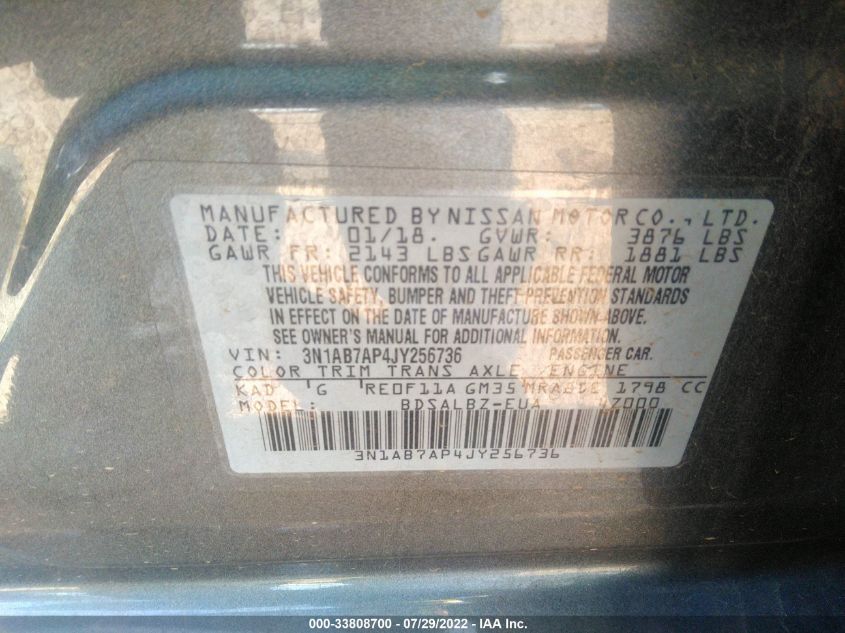 MANUFACTURED BY NISSAN MOTOR CO., LTD.
DATE: 01/18. GVWR: 3876 LBS
GAWR FR: 2143 LBS GAWR RR: 1881 LBS
THIS VEHICLE CONFORMS TO ALL APPLICABLE FEDERAL MOTOR
VEHICLE SAFETY, BUMPER AND THEFT PREVENTION STANDARDS
IN EFFECT ON THE DATE OF MANUFACTURE SHOWN ABOVE.
SEE OWNER'S MANUAL FOR ADDITIONAL INFORMATION.
VIN: 3N1AB7AP4JY256736 PASSENGER CAR.
COLOR TRIM TRANS AXLE ENGINE
KAD G RE0F11A GM35 1798 CC
MODEL: BDSALBZ-EUA
3N1AB7AP4JY256736
000-33808700 - 07/29/2022 - IAA Inc.